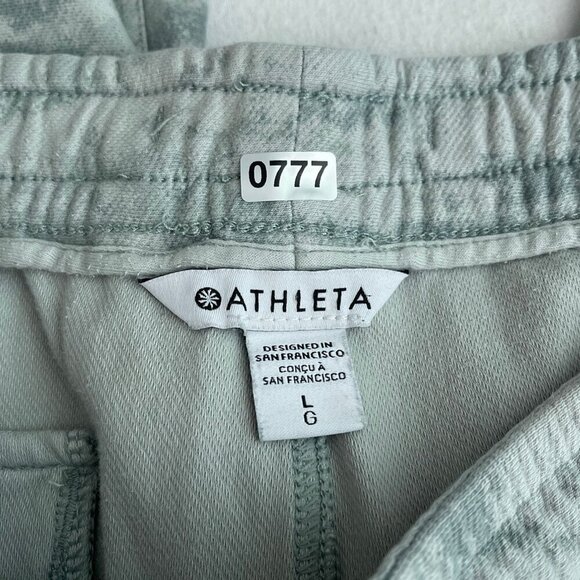 0777
ATHLETA
DESIGNED IN
SAN FRANCISCO
CONÇU À
SAN FRANCISCO
L
G